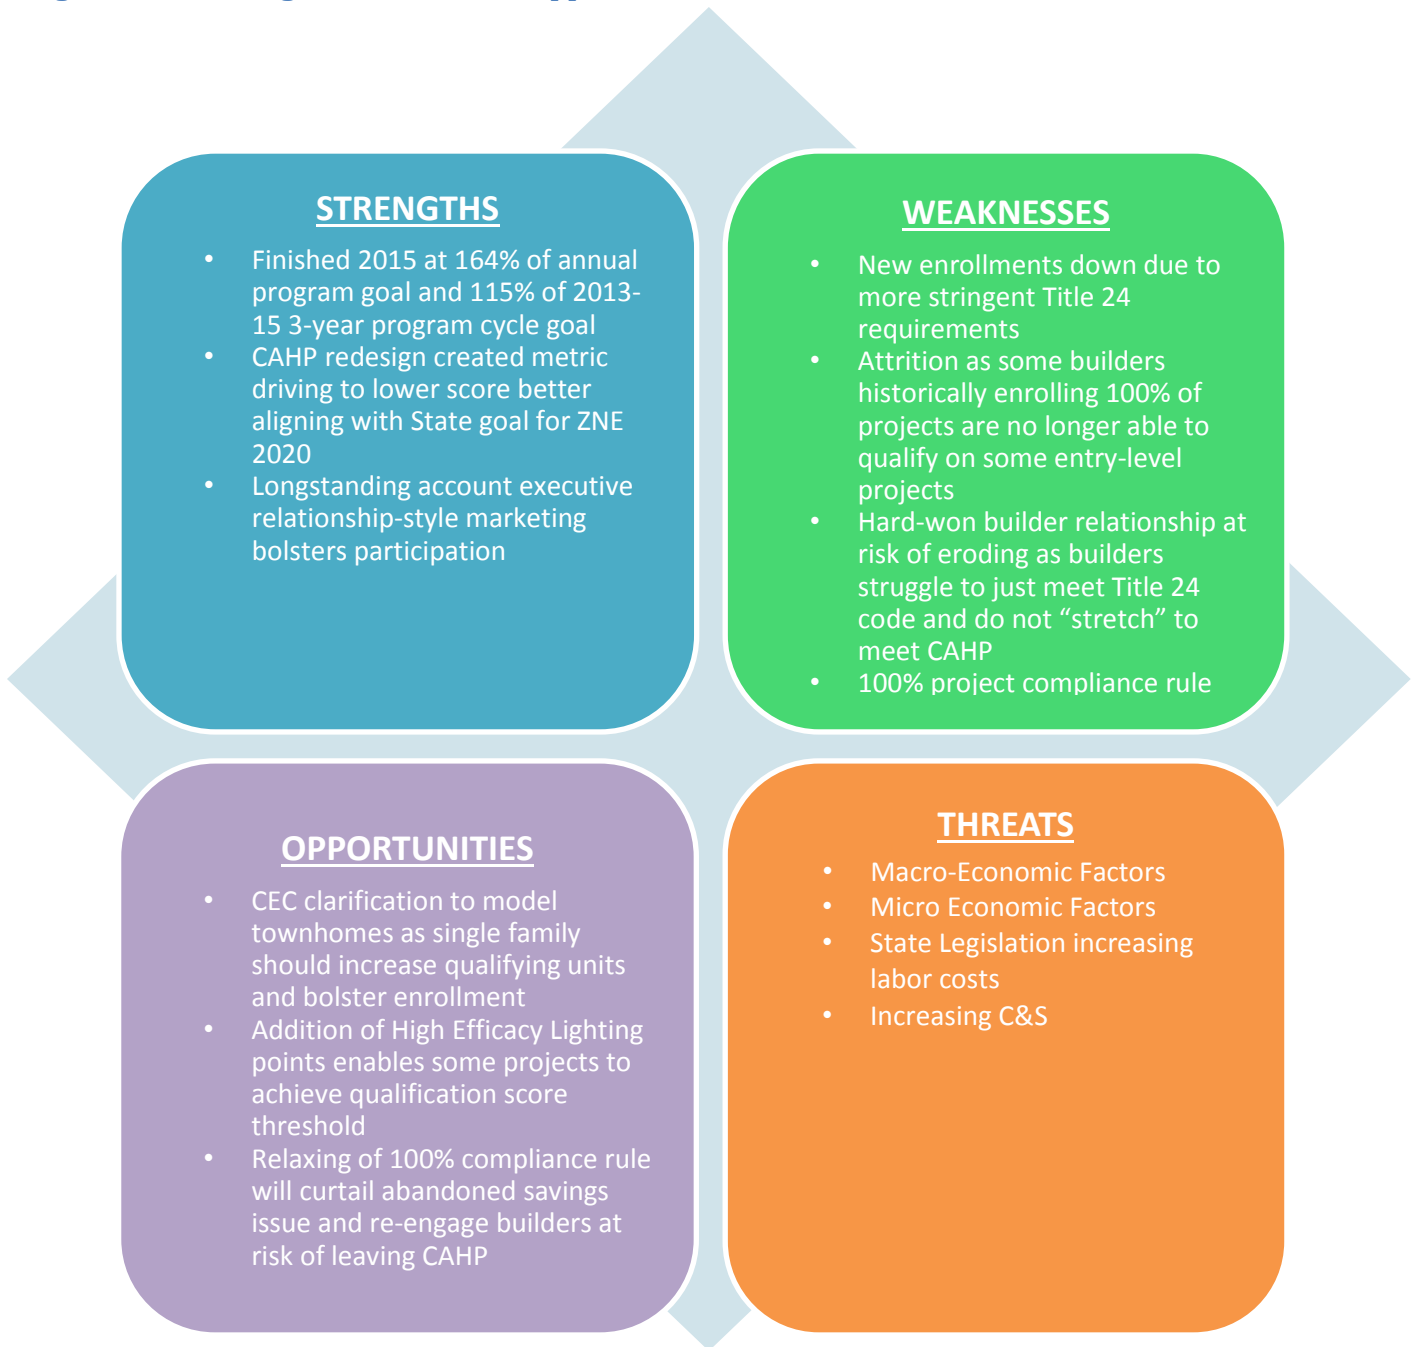 STRENGTHS
• Finished 2015 at 164% of annual
program goal and 115% of 2013-
15 3-year program cycle goal
• CAHP redesign created metric
driving to lower score better
aligning with State goal for ZNE
2020
• Longstanding account executive
relationship-style marketing
bolsters participation
WEAKNESSES
• New enrollments down due to
more stringent Title 24
requirements
• Attrition as some builders
historically enrolling 100% of
projects are no longer able to
qualify on some entry-level
projects
• Hard-won builder relationship at
risk of eroding as builders
struggle to just meet Title 24
code and do not “stretch” to
meet CAHP
• 100% project compliance rule
OPPORTUNITIES
• CEC clarification to model
townhomes as single family
should increase qualifying units
and bolster enrollment
• Addition of High Efficacy Lighting
points enables some projects to
achieve qualification score
threshold
• Relaxing of 100% compliance rule
will curtail abandoned savings
issue and re-engage builders at
risk of leaving CAHP
THREATS
• Macro-Economic Factors
• Micro Economic Factors
• State Legislation increasing
labor costs
• Increasing C&S